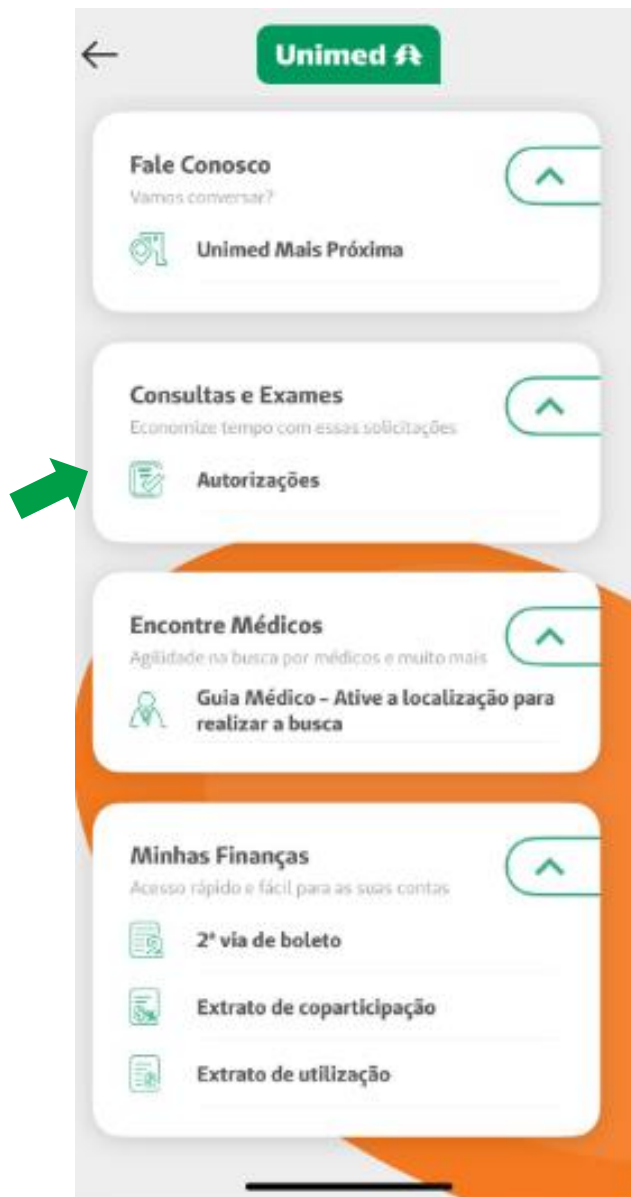 Unimed
Fale Conosco
Vamos conversar?
Unimed Mais Próxima
Consultas e Exames
Economize tempo com essas solicitações
Autorizações
Encontre Médicos
Agilidade na busca por médicos e muito mais
Guia Médico - Ative a localização para
realizar a busca
Minhas Finanças
Acesso rápido e fácil para as suas contas
2ª via de boleto
Extrato de coparticipação
Extrato de utilização